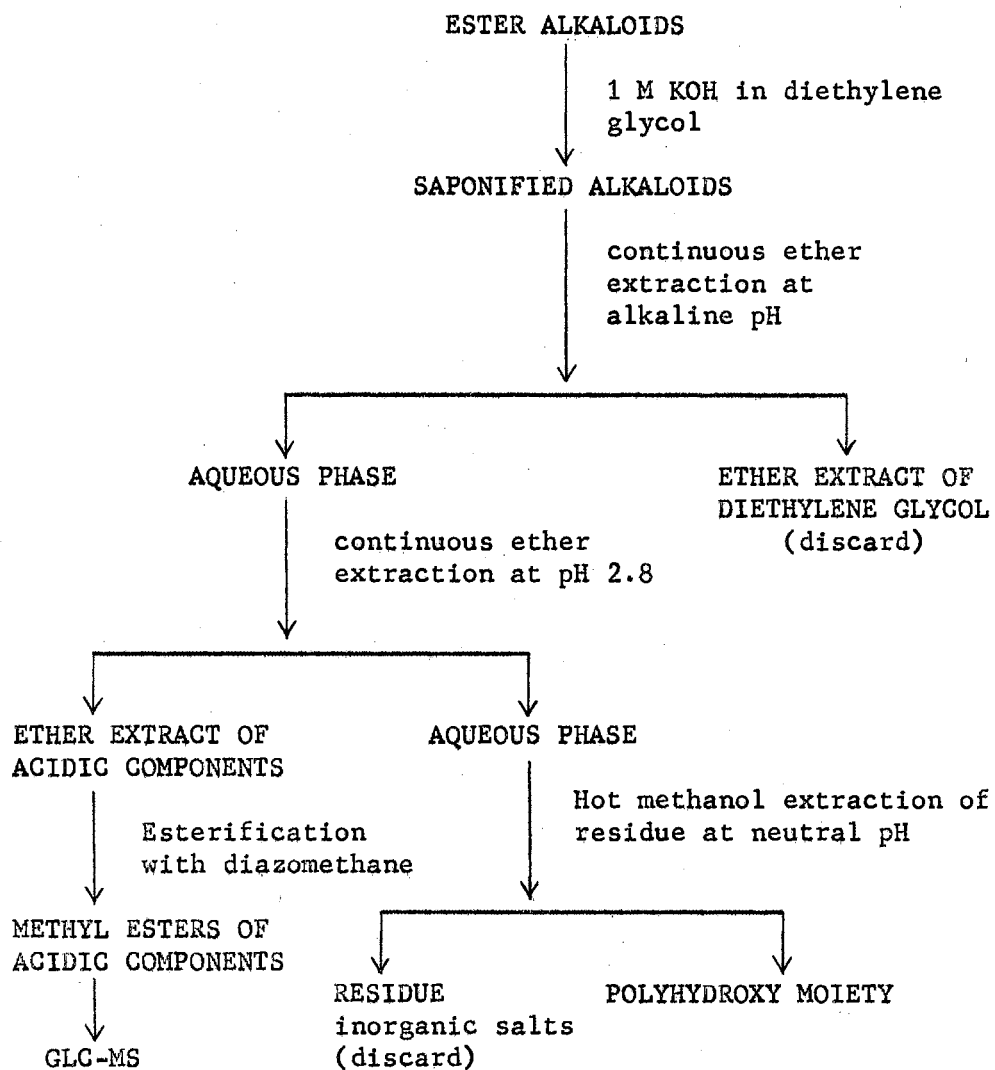 ESTER ALKALOIDS
1 M KOH in diethylene
glycol
SAPONIFIED ALKALOIDS
continuous ether
extraction at
alkaline pH
AQUEOUS PHASE
ETHER EXTRACT OF
DIETHYLENE GLYCOL
(discard)
continuous ether
extraction at pH 2.8
ETHER EXTRACT OF
ACIDIC COMPONENTS
AQUEOUS PHASE
Hot methanol extraction of
residue at neutral pH
Esterification
with diazomethane
METHYL ESTERS OF
ACIDIC COMPONENTS
RESIDUE
inorganic salts
(discard)
POLYHYDROXY MOIETY
GLC-MS